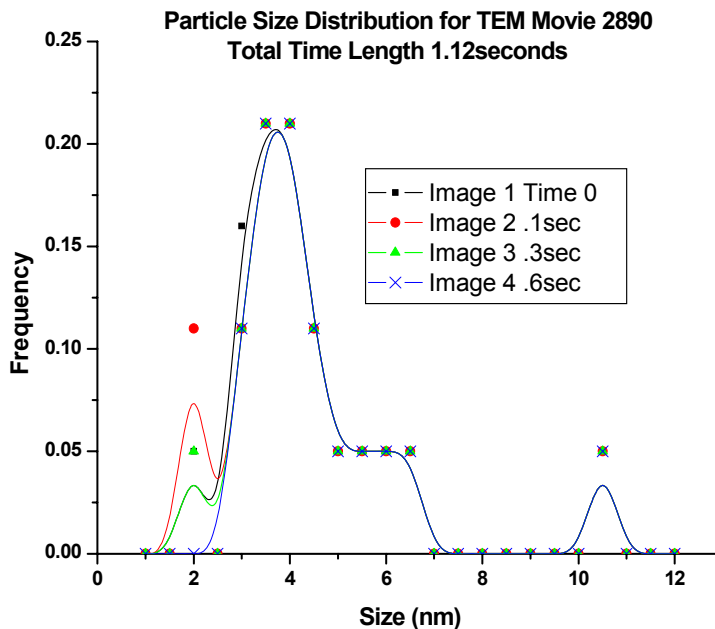 Particle Size Distribution for TEM Movie 2890
Total Time Length 1.12seconds
0.25
0.20
0.15
0.10
0.05
0.00
Frequency
Image 1 Time 0
Image 2 .1sec
Image 3 .3sec
Image 4 .6sec
0 2 4 6 8 10 12
Size (nm)